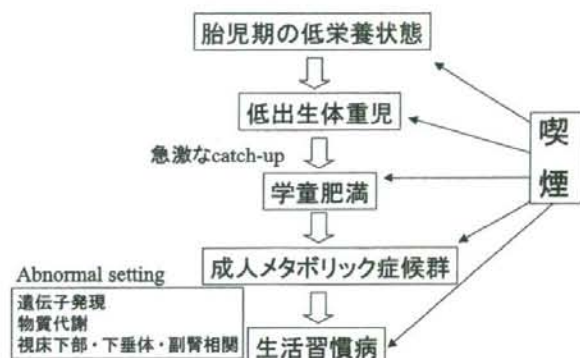 胎児期の低栄養状態
低出生体重児
急激なcatch-up
学童肥満
喫
煙
成人メタボリック症候群
Abnormal setting
遺伝子発現
物質代謝
視床下部・下垂体・副腎相関
生活習慣病